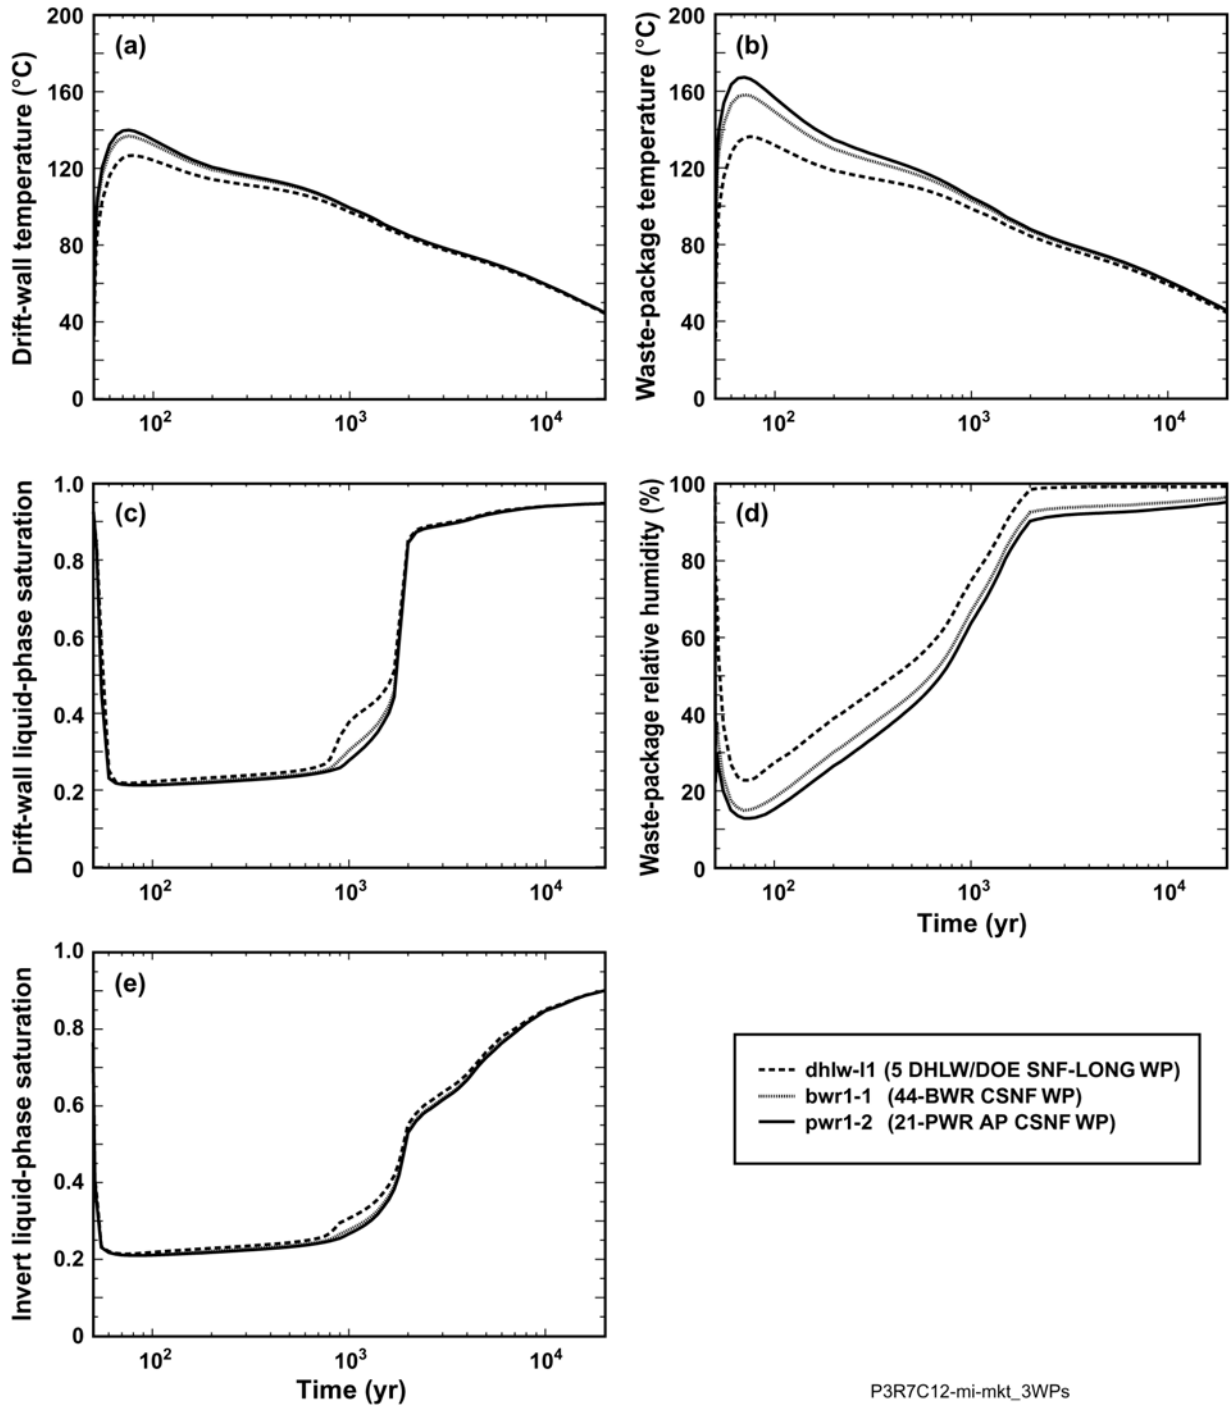 (a)
Drift-wall temperature (°C)
200
160
120
80
40
0
10²
10³
10⁴
(b)
Waste-package temperature (°C)
200
160
120
80
40
0
10²
10³
10⁴
(c)
Drift-wall liquid-phase saturation
1.0
0.8
0.6
0.4
0.2
0
10²
10³
10⁴
(d)
Waste-package relative humidity (%)
100
80
60
40
20
0
10²
10³
10⁴
Time (yr)
(e)
Invert liquid-phase saturation
1.0
0.8
0.6
0.4
0.2
0
10²
10³
10⁴
Time (yr)
dhlw-l1 (5 DHLW/DOE SNF-LONG WP)
bwr1-1 (44-BWR CSNF WP)
pwr1-2 (21-PWR AP CSNF WP)
P3R7C12-mi-mkt_3WPs